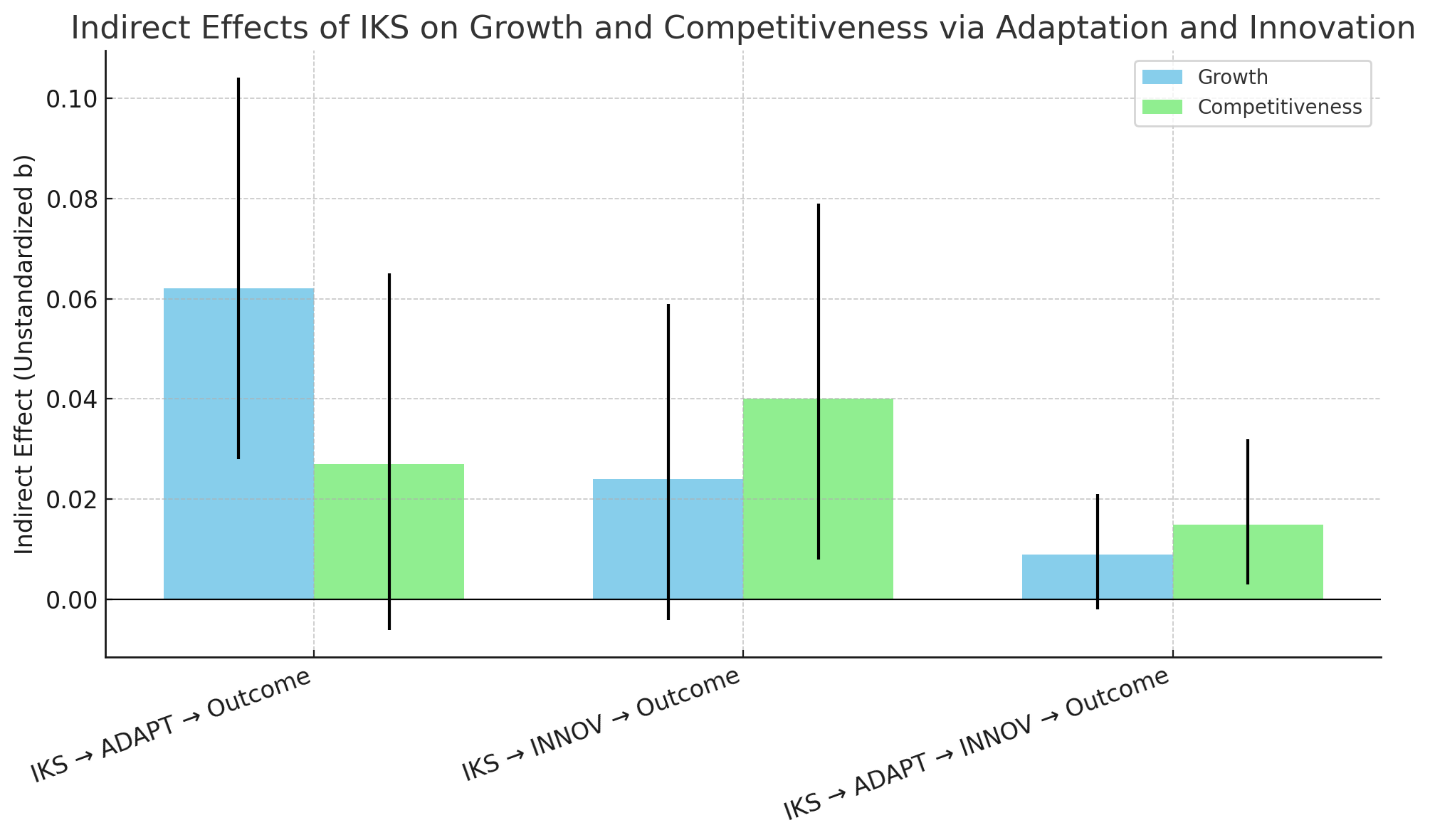 Indirect Effects of IKS on Growth and Competitiveness via Adaptation and Innovation
Growth
Competitiveness
Indirect Effect (Unstandardized b)
0.10
0.08
0.06
0.04
0.02
0.00
IKS → ADAPT → Outcome
IKS → INNOV → Outcome
IKS → ADAPT → INNOV → Outcome